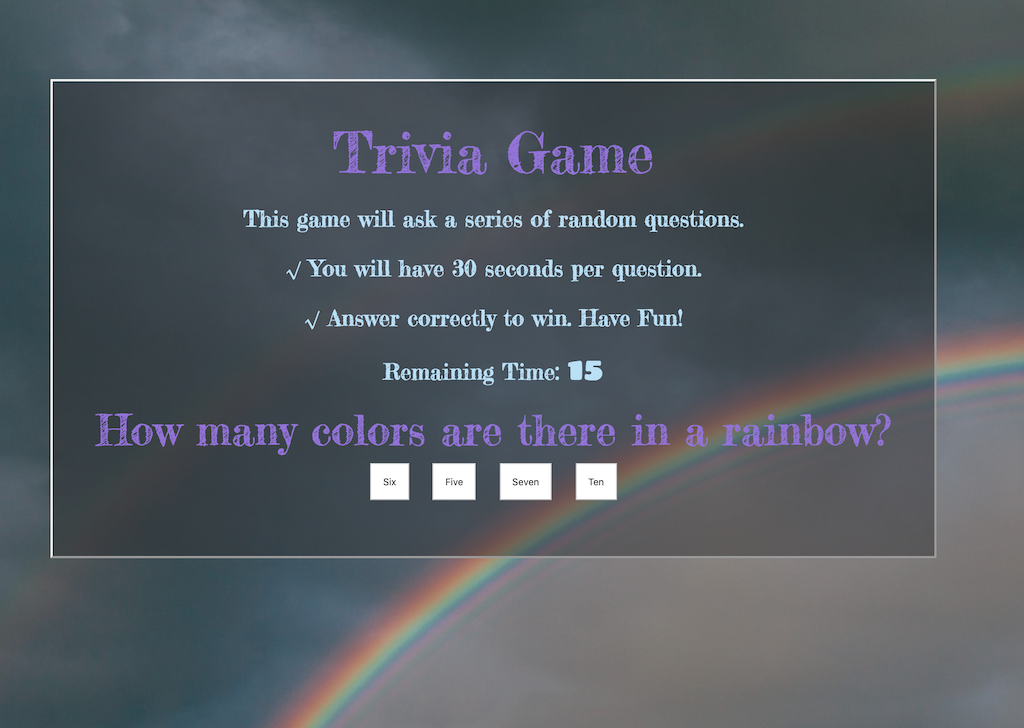 Trivia Game
This game will ask a series of random questions.
√ You will have 30 seconds per question.
√ Answer correctly to win. Have Fun!
Remaining Time: 15
How many colors are there in a rainbow?
Six Five Seven Ten